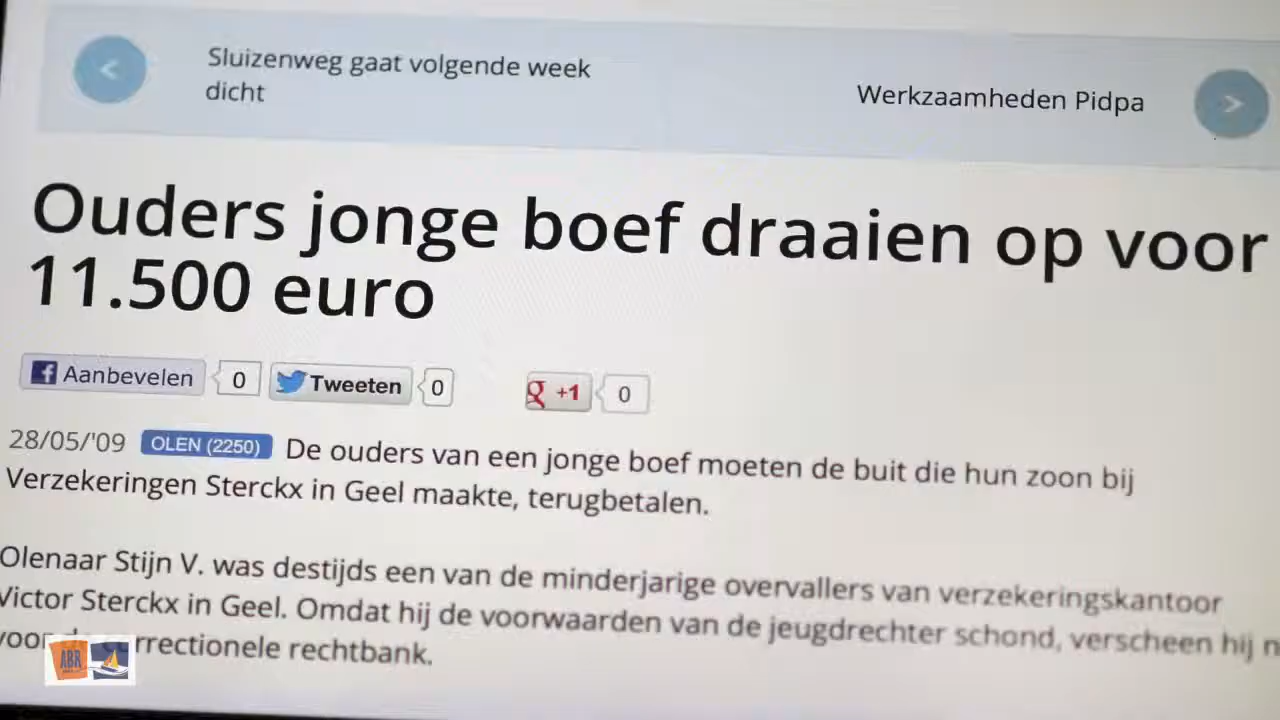 <
Sluizenweg gaat volgende week
dicht
Werkzaamheden Pidpa
>
Ouders jonge boef draaien op voor
11.500 euro
f Aanbevelen 0 Tweeten 0 g +1 0
28/05/'09 OLEN (2250) De ouders van een jonge boef moeten de buit die hun zoon bij
Verzekeringen Sterckx in Geel maakte, terugbetalen.
Olenaar Stijn V. was destijds een van de minderjarige overvallers van verzekeringskantoor
Victor Sterckx in Geel. Omdat hij de voorwaarden van de jeugdrechter schond, verscheen hij
rechtbank.
ABR